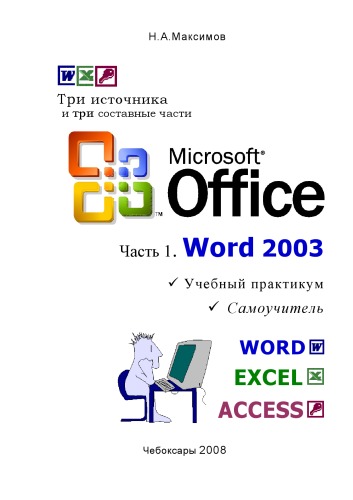 Н.А.Максимов
Три источника
и три составные части
Microsoft®
Office
™
Часть 1. Word 2003
✓ Учебный практикум
✓ Самоучитель
WORD
EXCEL
ACCESS
Чебоксары 2008